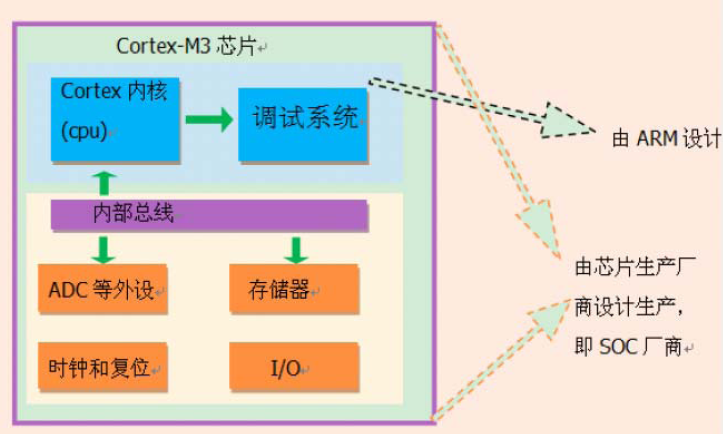 Cortex-M3 芯片
Cortex 内核
(cpu)
调试系统
由 ARM 设计
内部总线
ADC 等外设
存储器
由芯片生产厂
商设计生产，
即 SOC 厂商
时钟和复位
I/O